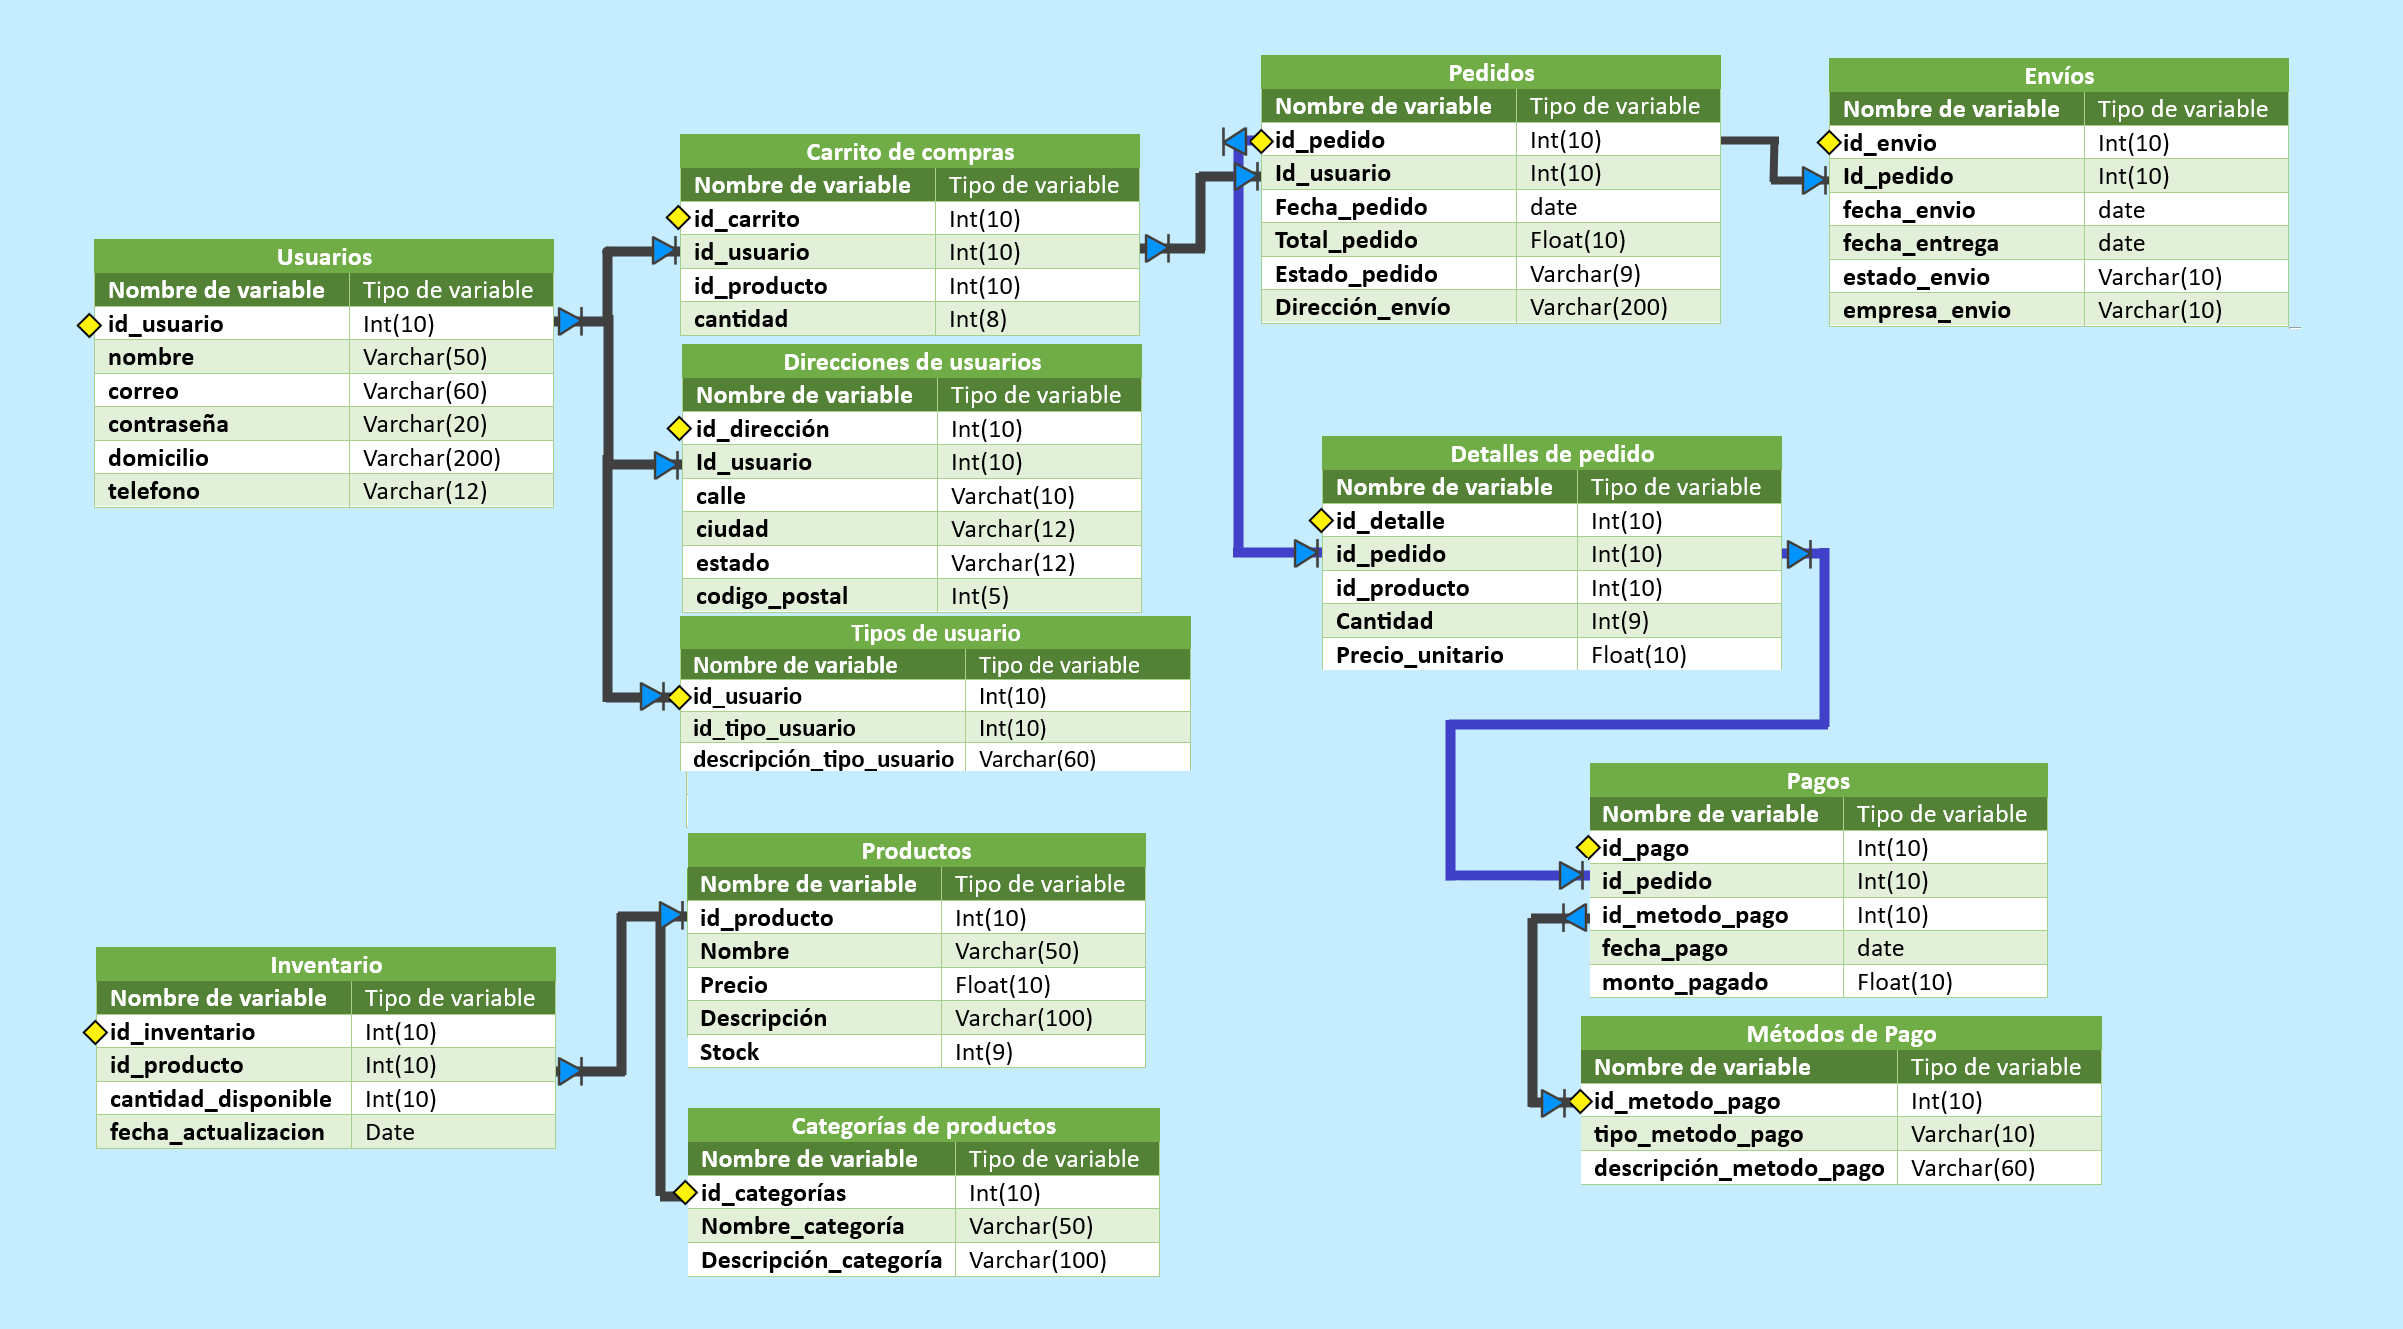 Usuarios
Nombre de variable Tipo de variable
id_usuario Int(10)
nombre Varchar(50)
correo Varchar(60)
contraseña Varchar(20)
domicilio Varchar(200)
telefono Varchar(12)
Carrito de compras
Nombre de variable Tipo de variable
id_carrito Int(10)
id_usuario Int(10)
id_producto Int(10)
cantidad Int(8)
Direcciones de usuarios
Nombre de variable Tipo de variable
id_dirección Int(10)
Id_usuario Int(10)
calle Varchat(10)
ciudad Varchar(12)
estado Varchar(12)
codigo_postal Int(5)
Tipos de usuario
Nombre de variable Tipo de variable
id_usuario Int(10)
id_tipo_usuario Int(10)
descripción_tipo_usuario Varchar(60)
Pedidos
Nombre de variable Tipo de variable
id_pedido Int(10)
Id_usuario Int(10)
Fecha_pedido date
Total_pedido Float(10)
Estado_pedido Varchar(9)
Dirección_envío Varchar(200)
Envíos
Nombre de variable Tipo de variable
id_envio Int(10)
Id_pedido Int(10)
fecha_envio date
fecha_entrega date
estado_envio Varchar(10)
empresa_envio Varchar(10)
Detalles de pedido
Nombre de variable Tipo de variable
id_detalle Int(10)
id_pedido Int(10)
id_producto Int(10)
Cantidad Int(9)
Precio_unitario Float(10)
Inventario
Nombre de variable Tipo de variable
id_inventario Int(10)
id_producto Int(10)
cantidad_disponible Int(10)
fecha_actualizacion Date
Productos
Nombre de variable Tipo de variable
id_producto Int(10)
Nombre Varchar(50)
Precio Float(10)
Descripción Varchar(100)
Stock Int(9)
Categorías de productos
Nombre de variable Tipo de variable
id_categorías Int(10)
Nombre_categoría Varchar(50)
Descripción_categoría Varchar(100)
Pagos
Nombre de variable Tipo de variable
id_pago Int(10)
id_pedido Int(10)
id_metodo_pago Int(10)
fecha_pago date
monto_pagado Float(10)
Métodos de Pago
Nombre de variable Tipo de variable
id_metodo_pago Int(10)
tipo_metodo_pago Varchar(10)
descripción_metodo_pago Varchar(60)